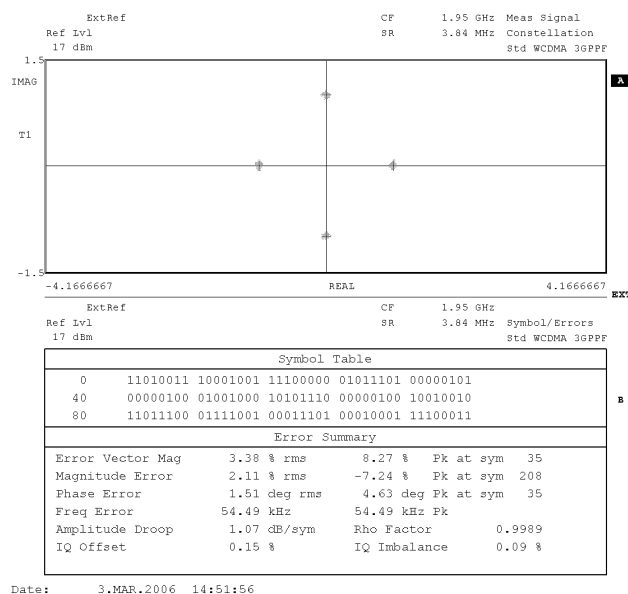 ExtRef CF 1.95 GHz Meas Signal
Ref Lvl SR 3.84 MHz Constellation
17 dBm Std WCDMA 3GPPF
1.5
IMAG A
T1
-1.5
-4.1666667 REAL 4.1666667
EXT
ExtRef CF 1.95 GHz
Ref Lvl SR 3.84 MHz Symbol/Errors
17 dBm Std WCDMA 3GPPF
Symbol Table
0 11010011 10001001 11100000 01011101 00000101
40 00000100 01001000 10101110 00000100 10010010 B
80 11011100 01111001 00011101 00010001 11100011
Error Summary
Error Vector Mag 3.38 % rms 8.27 % Pk at sym 35
Magnitude Error 2.11 % rms -7.24 % Pk at sym 208
Phase Error 1.51 deg rms 4.63 deg Pk at sym 35
Freq Error 54.49 kHz 54.49 kHz Pk
Amplitude Droop 1.07 dB/sym Rho Factor 0.9989
IQ Offset 0.15 % IQ Imbalance 0.09 %
Date: 3.MAR.2006 14:51:56